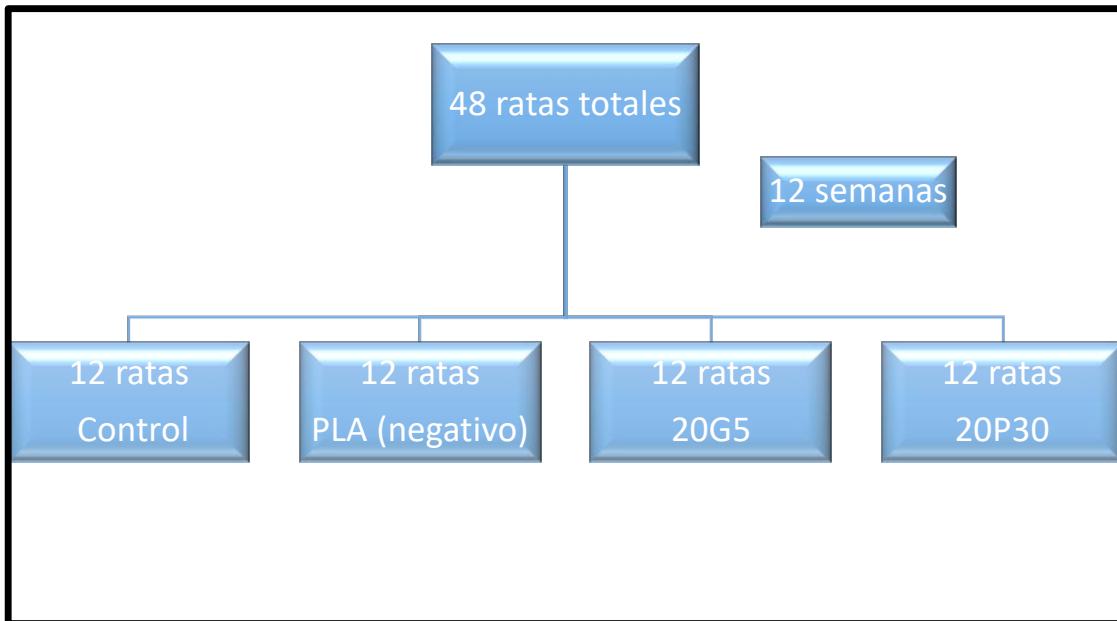 48 ratas totales
12 semanas
12 ratas
Control
12 ratas
PLA (negativo)
12 ratas
20G5
12 ratas
20P30